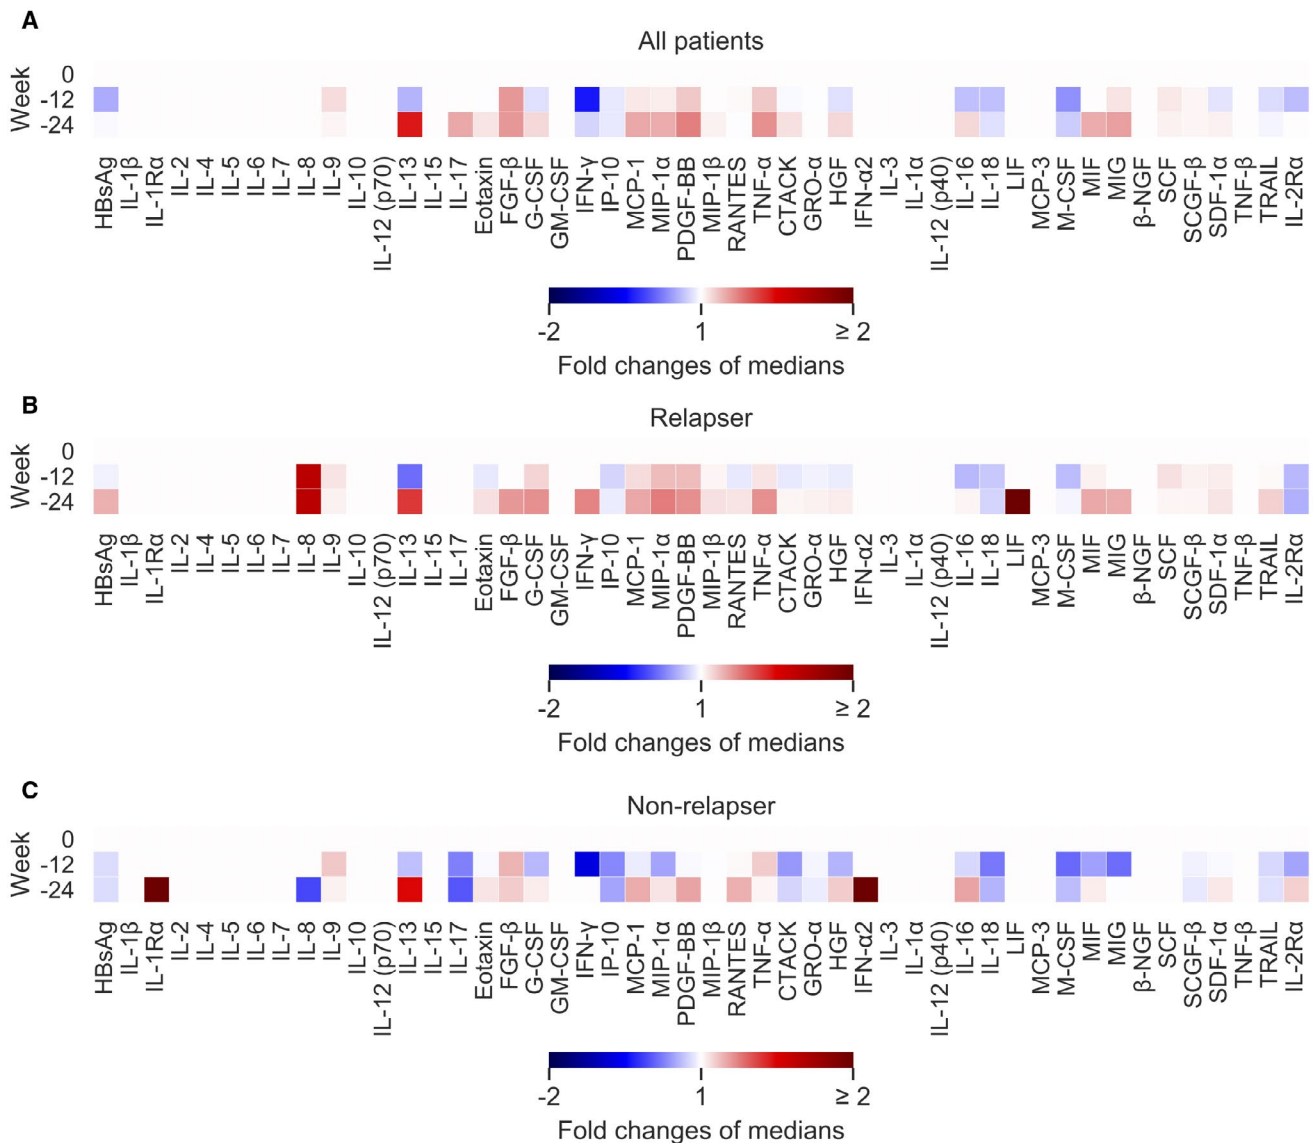 A
All patients
Week
0
-12
-24
HBsAg
IL-1β
IL-1Rα
IL-2
IL-4
IL-5
IL-6
IL-7
IL-8
IL-9
IL-10
IL-12 (p70)
IL-13
IL-15
IL-17
Eotaxin
FGF-β
G-CSF
GM-CSF
IFN-γ
IP-10
MCP-1
MIP-1α
PDGF-BB
MIP-1β
RANTES
TNF-α
CTACK
GRO-α
HGF
IFN-α2
IL-3
IL-1α
IL-12 (p40)
IL-16
IL-18
LIF
MCP-3
M-CSF
MIF
MIG
β-NGF
SCF
SCGF-β
SDF-1α
TNF-β
TRAIL
IL-2Rα
-2
1
≥ 2
Fold changes of medians
B
Relapser
Week
0
-12
-24
HBsAg
IL-1β
IL-1Rα
IL-2
IL-4
IL-5
IL-6
IL-7
IL-8
IL-9
IL-10
IL-12 (p70)
IL-13
IL-15
IL-17
Eotaxin
FGF-β
G-CSF
GM-CSF
IFN-γ
IP-10
MCP-1
MIP-1α
PDGF-BB
MIP-1β
RANTES
TNF-α
CTACK
GRO-α
HGF
IFN-α2
IL-3
IL-1α
IL-12 (p40)
IL-16
IL-18
LIF
MCP-3
M-CSF
MIF
MIG
β-NGF
SCF
SCGF-β
SDF-1α
TNF-β
TRAIL
IL-2Rα
-2
1
≥ 2
Fold changes of medians
C
Non-relapser
Week
0
-12
-24
HBsAg
IL-1β
IL-1Rα
IL-2
IL-4
IL-5
IL-6
IL-7
IL-8
IL-9
IL-10
IL-12 (p70)
IL-13
IL-15
IL-17
Eotaxin
FGF-β
G-CSF
GM-CSF
IFN-γ
IP-10
MCP-1
MIP-1α
PDGF-BB
MIP-1β
RANTES
TNF-α
CTACK
GRO-α
HGF
IFN-α2
IL-3
IL-1α
IL-12 (p40)
IL-16
IL-18
LIF
MCP-3
M-CSF
MIF
MIG
β-NGF
SCF
SCGF-β
SDF-1α
TNF-β
TRAIL
IL-2Rα
-2
1
≥ 2
Fold changes of medians